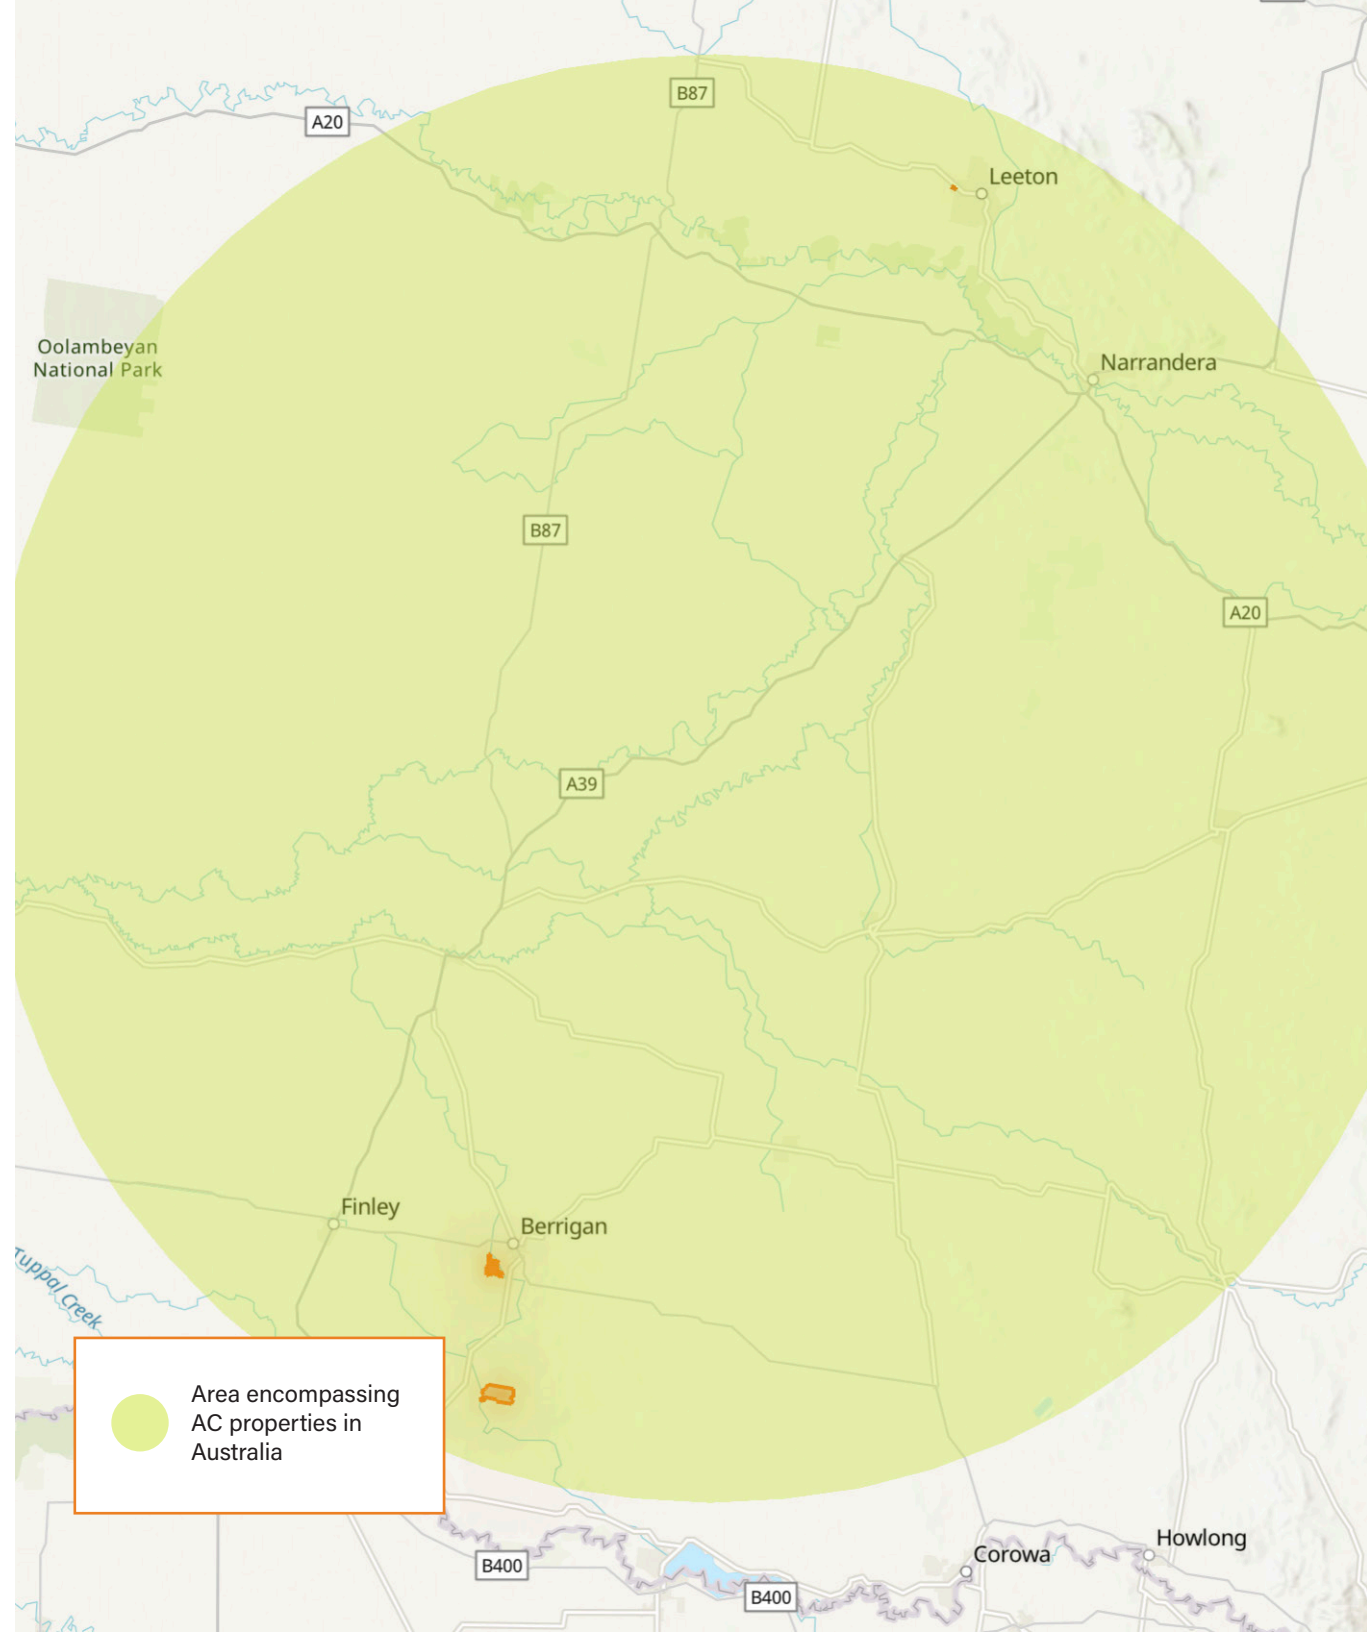 B87
A20
Leeton
Oolambeyan
National Park
Narrandera
B87
A20
A39
Finley
Berrigan
Tuppal Creek
Area encompassing
AC properties in
Australia
Howlong
Corowa
B400
B400